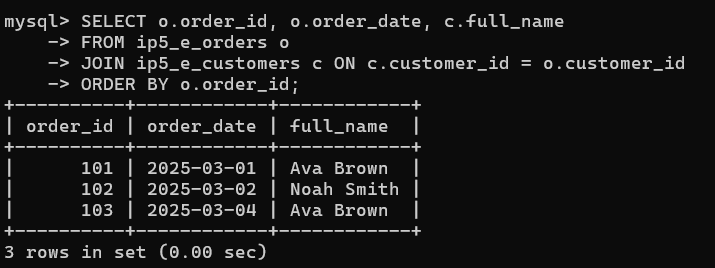 mysql> SELECT o.order_id, o.order_date, c.full_name
    -> FROM ip5_e_orders o
    -> JOIN ip5_e_customers c ON c.customer_id = o.customer_id
    -> ORDER BY o.order_id;
+----------+------------+------------+
| order_id | order_date | full_name  |
+----------+------------+------------+
|      101 | 2025-03-01 | Ava Brown  |
|      102 | 2025-03-02 | Noah Smith |
|      103 | 2025-03-04 | Ava Brown  |
+----------+------------+------------+
3 rows in set (0.00 sec)